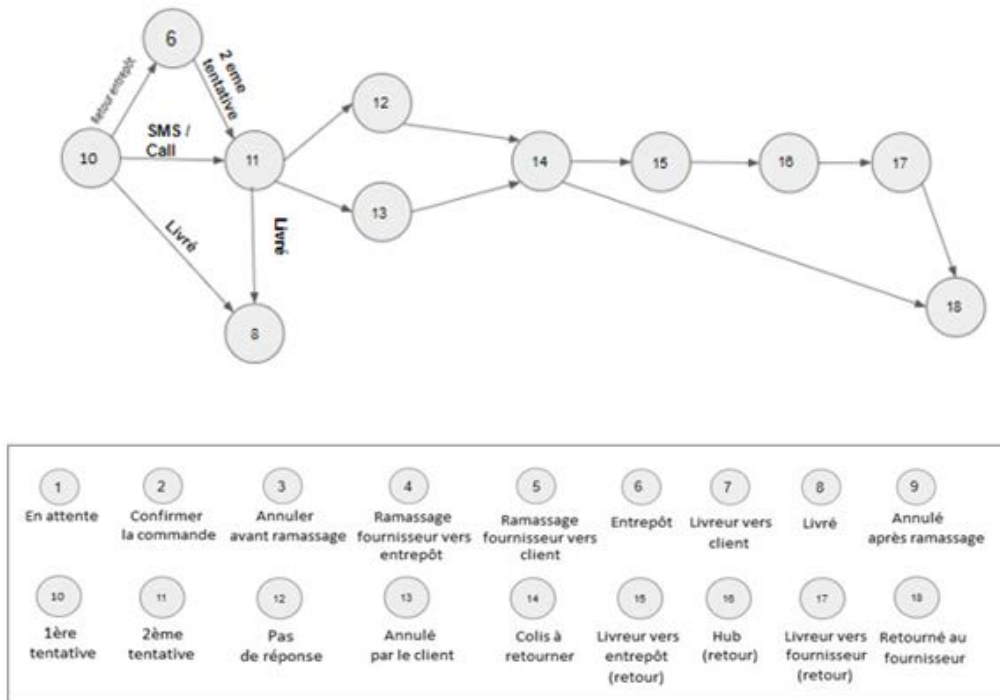 6
Retour entrepôt
2 eme
tentative
12
SMS /
Call
10
11
14
15
16
17
13
Livré
Livré
18
8
1
2
3
4
5
6
7
8
9
En attente
Confirmer
la commande
Annuler
avant ramassage
Ramassage
fournisseur vers
entrepôt
Ramassage
fournisseur vers
client
Entrepôt
Livreur vers
client
Livré
Annulé
après ramassage
10
11
12
13
14
15
16
17
18
1ère
tentative
2ème
tentative
Pas
de réponse
Annulé
par le client
Colis à
retourner
Livreur vers
entrepôt
(retour)
Hub
(retour)
Livreur vers
fournisseur
(retour)
Retourné au
fournisseur